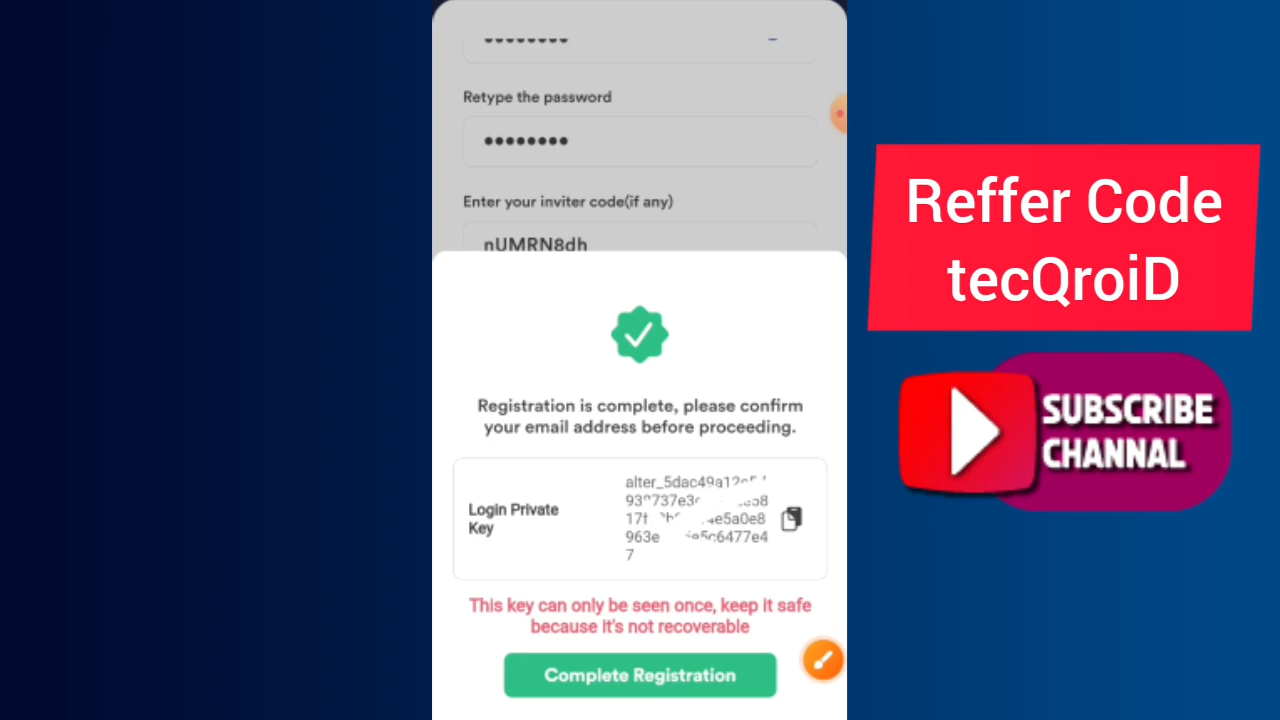 Retype the password
Enter your inviter code(if any)
nUMRN8dh
Registration is complete, please confirm
your email address before proceeding.
Login Private
Key
7
This key can only be seen once, keep it safe
because it's not recoverable
Complete Registration
Reffer Code
tecQroiD
SUBSCRIBE
CHANNAL